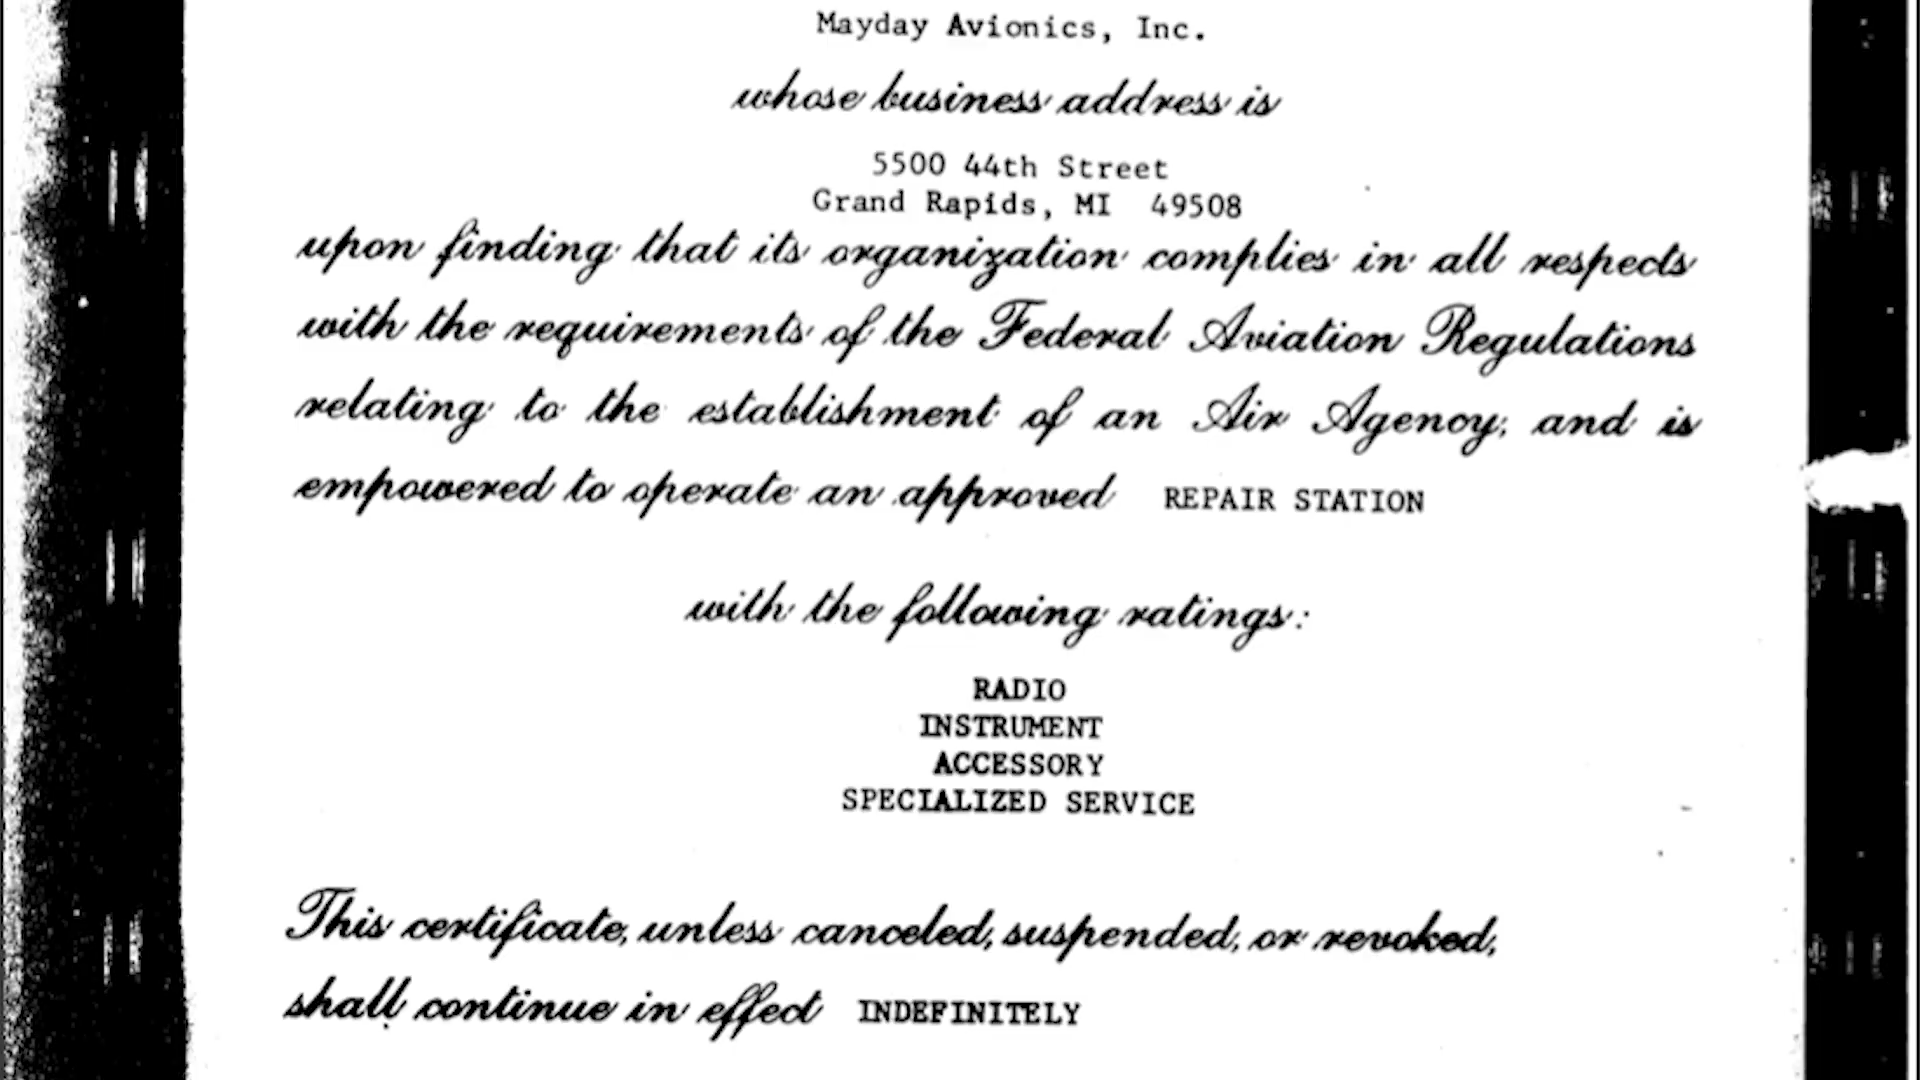 Mayday Avionics, Inc.
whose business address is
5500 44th Street
Grand Rapids, MI 49508
upon finding that its organization complies in all respects
with the requirements of the Federal Aviation Regulations
relating to the establishment of an Air Agency, and is
empowered to operate an approved REPAIR STATION
with the following ratings:
RADIO
INSTRUMENT
ACCESSORY
SPECIALIZED SERVICE
This certificate, unless canceled, suspended, or revoked,
shall continue in effect INDEFINITELY